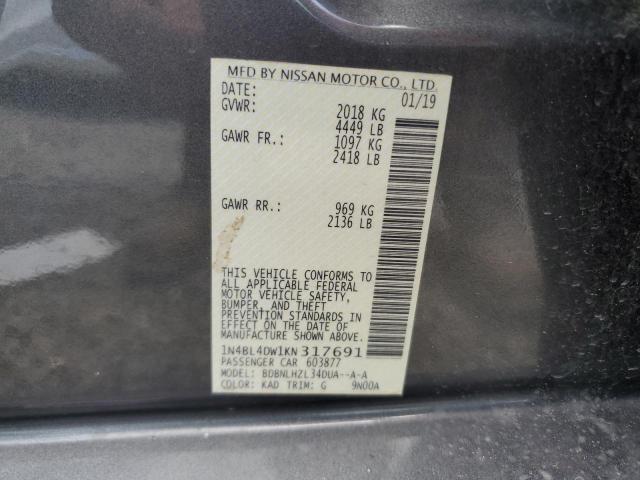 MFD BY NISSAN MOTOR CO., LTD.
DATE: 01/19
GVWR: 2018 KG
4449 LB
GAWR FR.: 1097 KG
2418 LB
GAWR RR.: 969 KG
2136 LB
THIS VEHICLE CONFORMS TO
ALL APPLICABLE FEDERAL
MOTOR VEHICLE SAFETY,
BUMPER, AND THEFT
PREVENTION STANDARDS IN
EFFECT ON THE DATE OF
MANUFACTURE SHOWN ABOVE.
1N4BL4DW1KN317691
PASSENGER CAR 603877
MODEL: BDBNLHZL34DUA--A-A
COLOR: KAD TRIM: G 9N00A